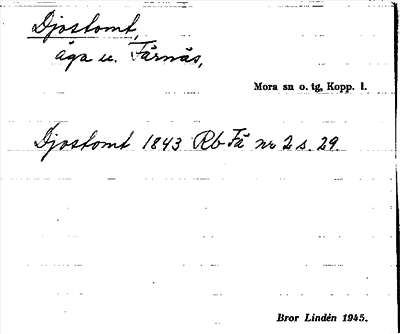 Djostomt,
äga u. Färnäs,
Mora sn o. tg, Kopp. l.
Djostomt 1843 Rb Fä nr 2 s. 29.
Bror Lindén 1945.